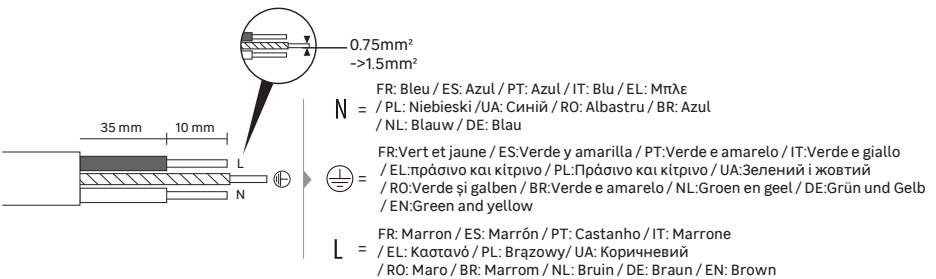 0.75mm²
->1.5mm²
35 mm
10 mm
L
N
N = FR: Bleu / ES: Azul / PT: Azul / IT: Blu / EL: Μπλε
/ PL: Niebieski /UA: Синій / RO: Albastru / BR: Azul
/ NL: Blauw / DE: Blau
= FR:Vert et jaune / ES:Verde y amarilla / PT:Verde e amarelo / IT:Verde e giallo
/ EL:πράσινο και κίτρινο / PL:Πράσινο και κίτρινο / UA:Зелений і жовтий
/ RO:Verde și galben / BR:Verde e amarelo / NL:Groen en geel / DE:Grün und Gelb
/ EN:Green and yellow
L = FR: Marron / ES: Marrón / PT: Castanho / IT: Marrone
/ EL: Καστανό / PL: Brązowy/ UA: Коричневий
/ RO: Maro / BR: Marrom / NL: Bruin / DE: Braun / EN: Brown